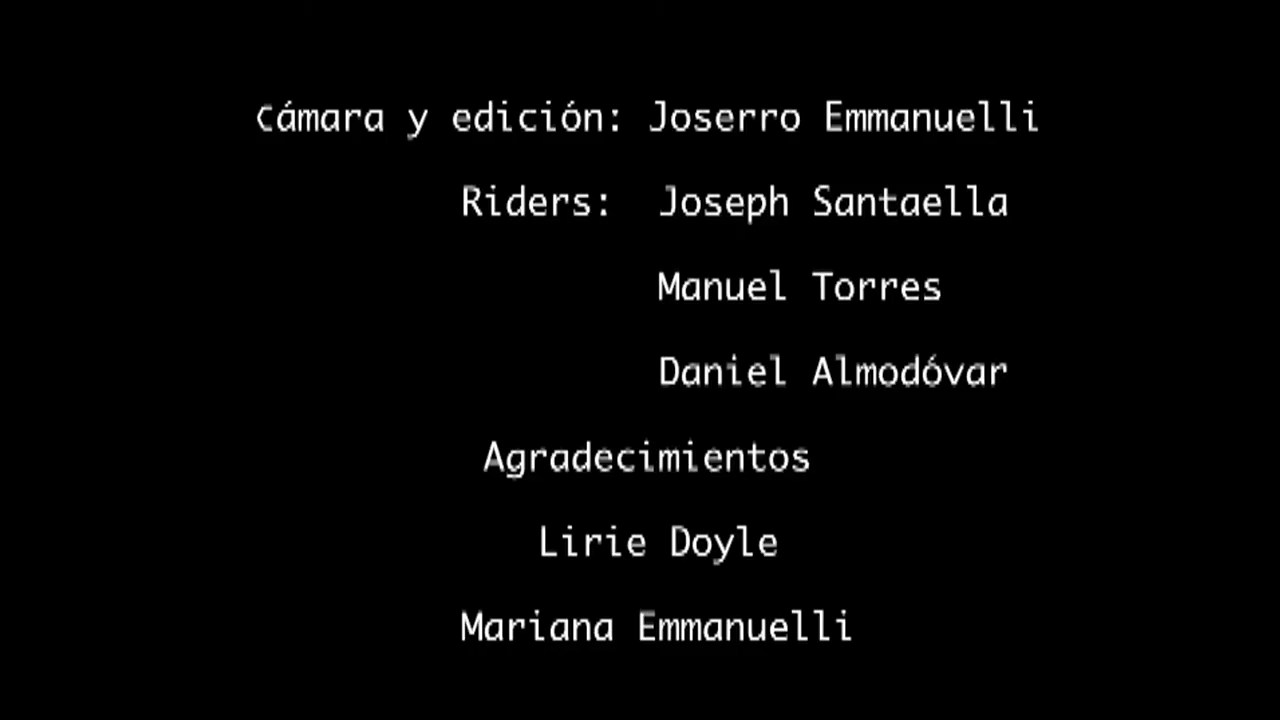 Cámara y edición: Joserro Emmanuelli
Riders: Joseph Santaella
Manuel Torres
Daniel Almodóvar
Agradecimientos
Lirie Doyle
Mariana Emmanuelli